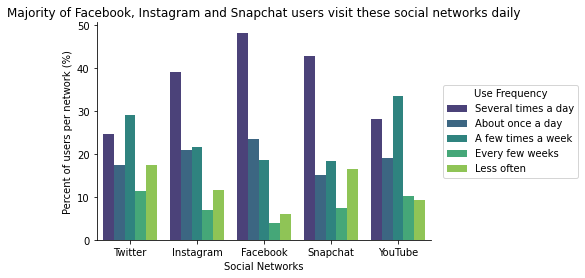 Majority of Facebook, Instagram and Snapchat users visit these social networks daily
Percent of users per network (%)
50
40
30
20
10
0
Twitter Instagram Facebook Snapchat YouTube
Social Networks
Use Frequency
Several times a day
About once a day
A few times a week
Every few weeks
Less often